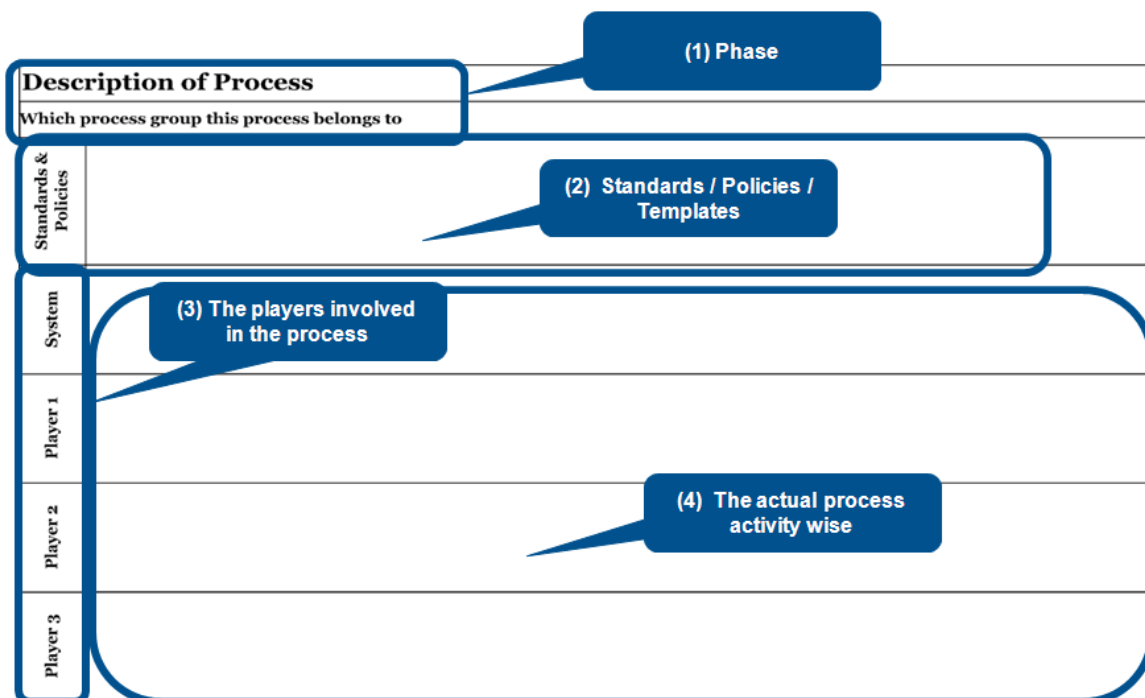 (1) Phase
Description of Process
Which process group this process belongs to
Standards &
Policies
(2) Standards / Policies /
Templates
System
(3) The players involved
in the process
Player 1
Player 2
(4) The actual process
activity wise
Player 3